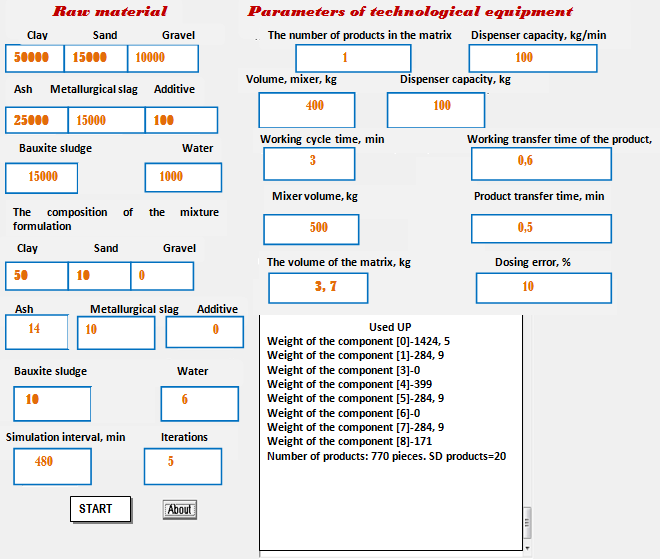 Raw material
Clay Sand Gravel
50000 15000 10000
Ash Metallurgical slag Additive
25000 15000 100
Bauxite sludge Water
15000 1000
The composition of the mixture
formulation
Clay Sand Gravel
50 10 0
Ash Metallurgical slag Additive
14 10 0
Bauxite sludge Water
10 6
Simulation interval, min Iterations
480 5
START About
Parameters of technological equipment
The number of products in the matrix Dispenser capacity, kg/min
1 100
Volume, mixer, kg Dispenser capacity, kg
400 100
Working cycle time, min Working transfer time of the product,
3 0,6
Mixer volume, kg Product transfer time, min
500 0,5
The volume of the matrix, kg Dosing error, %
3, 7 10
Used UP
Weight of the component [0]-1424, 5
Weight of the component [1]-284, 9
Weight of the component [3]-0
Weight of the component [4]-399
Weight of the component [5]-284, 9
Weight of the component [6]-0
Weight of the component [7]-284, 9
Weight of the component [8]-171
Number of products: 770 pieces. SD products=20